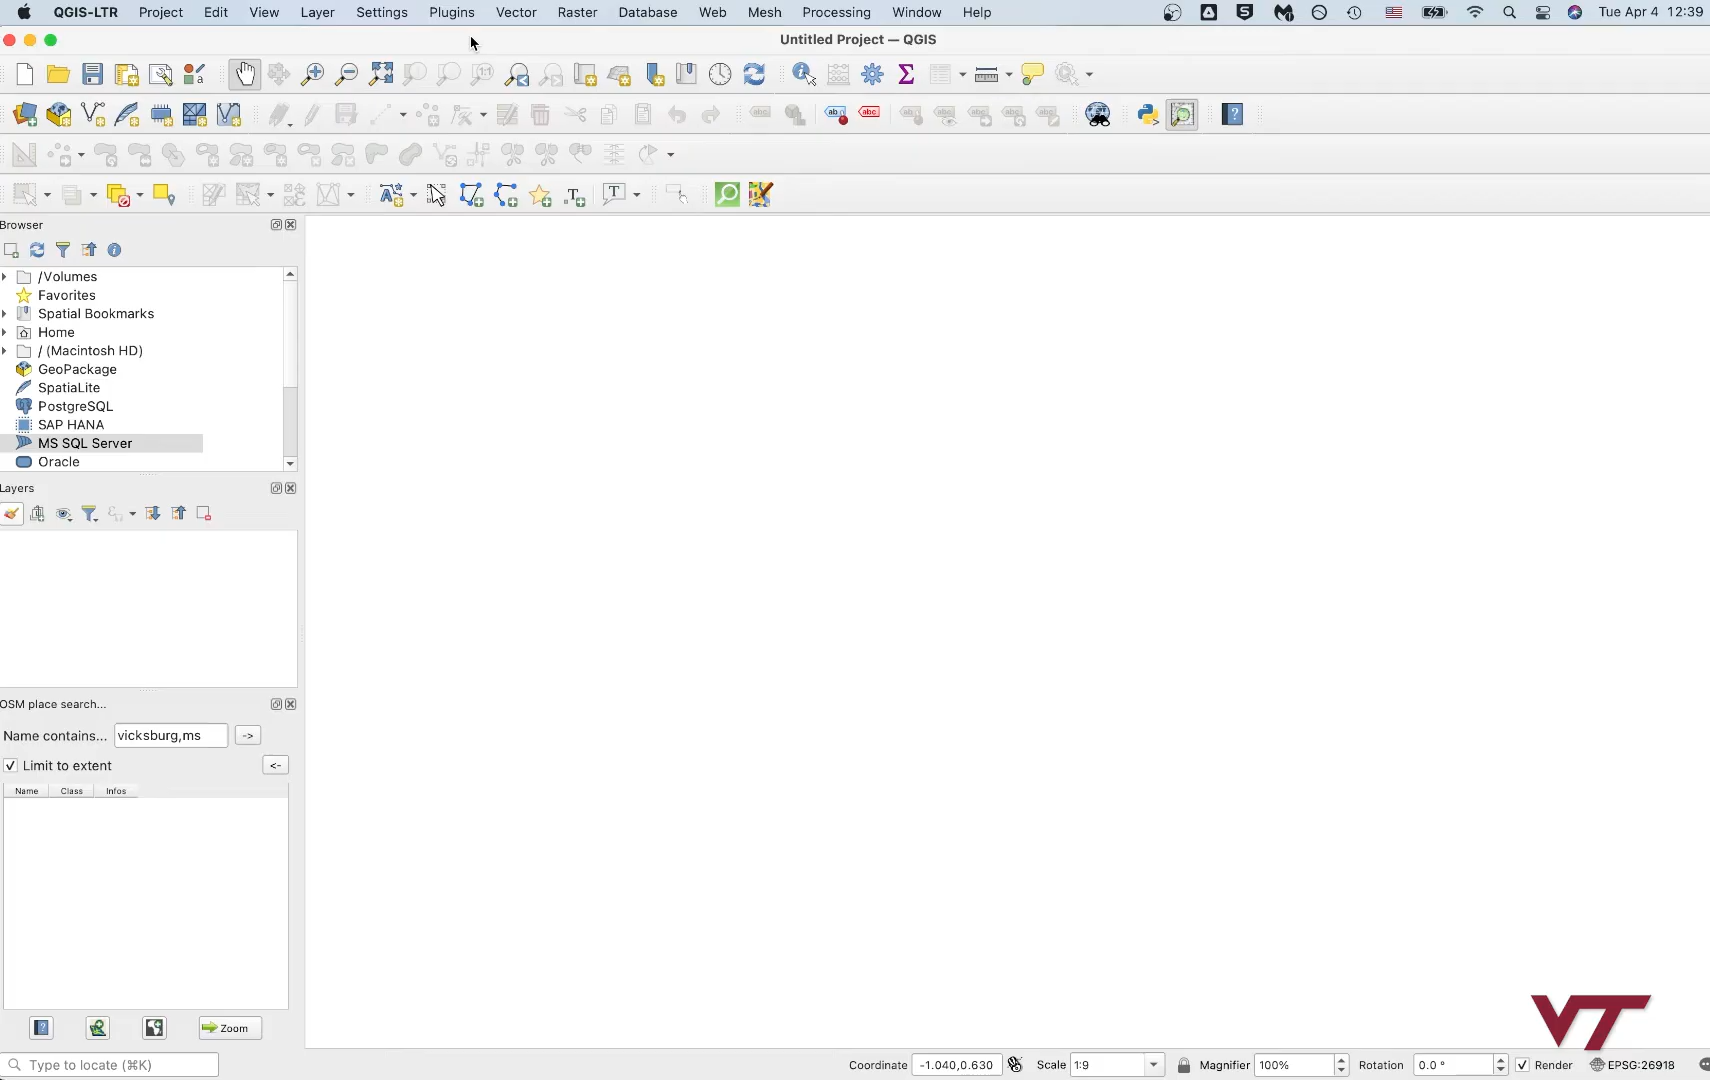 QGIS-LTR Project Edit View Layer Settings Plugins Vector Raster Database Web Mesh Processing Window Help Tue Apr 4 12:39
Untitled Project — QGIS
Browser
/Volumes
Favorites
Spatial Bookmarks
Home
/ (Macintosh HD)
GeoPackage
SpatiaLite
PostgreSQL
SAP HANA
MS SQL Server
Oracle
Layers
OSM place search...
Name contains... vicksburg,ms ->
Limit to extent <-
Name Class Infos
Zoom
VT
Type to locate (⌘K) Coordinate -1.040,0.630 Scale 1:9 Magnifier 100% Rotation 0.0 ° Render EPSG:26918